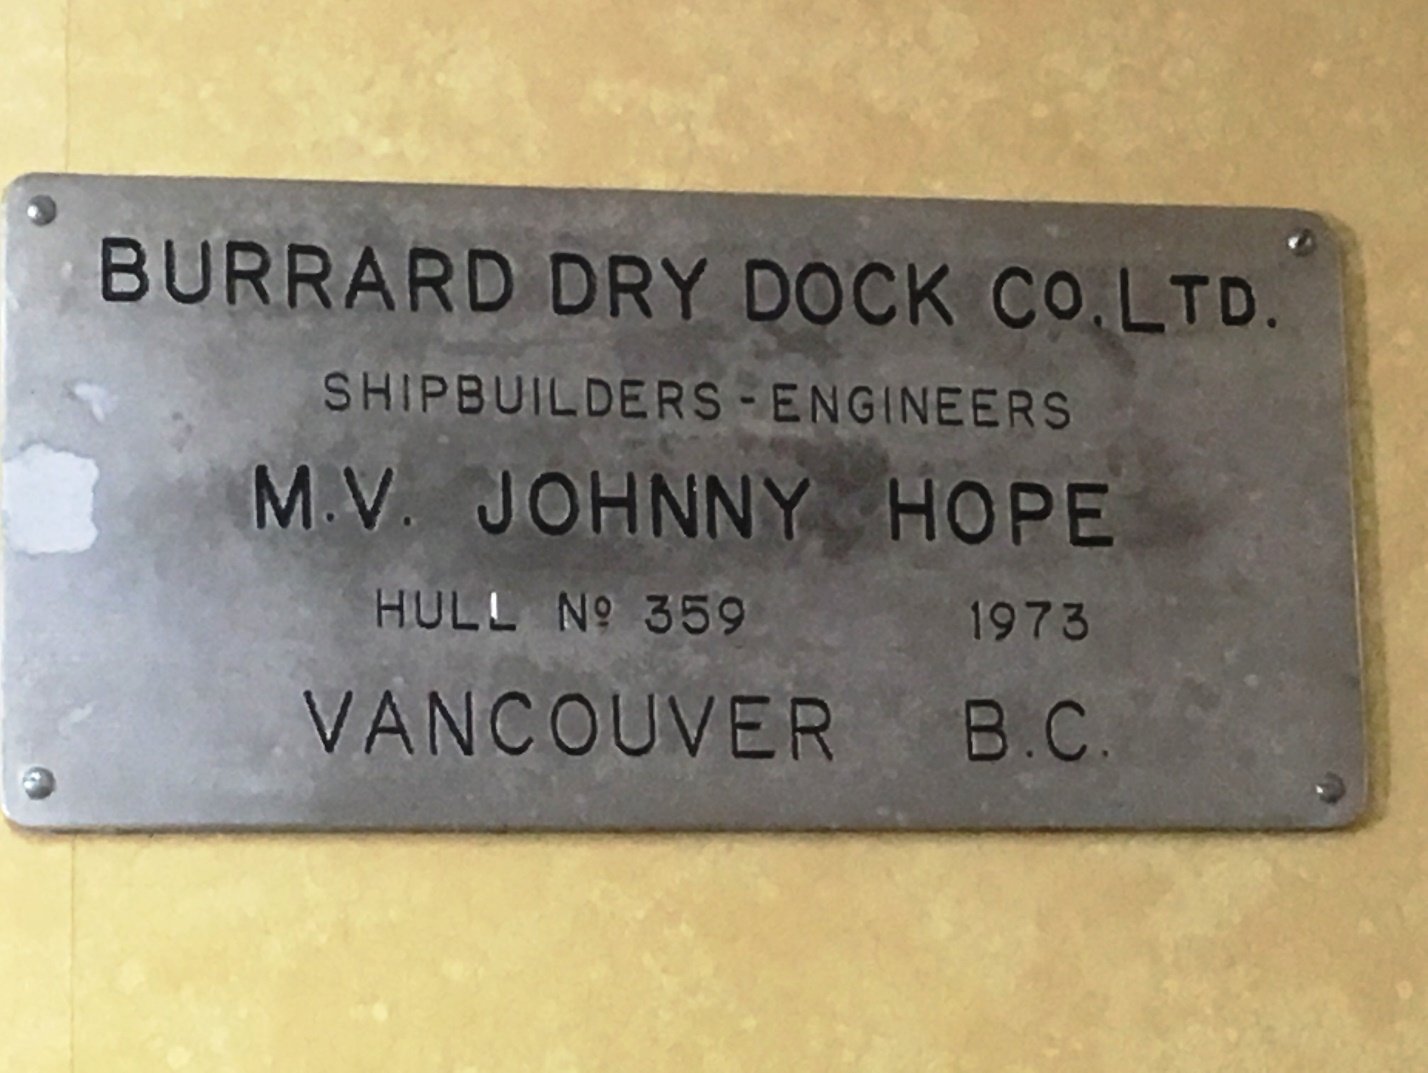 BURRARD DRY DOCK CO. LTD.
SHIPBUILDERS - ENGINEERS
M.V. JOHNNY HOPE
HULL Nº 359 1973
VANCOUVER B.C.